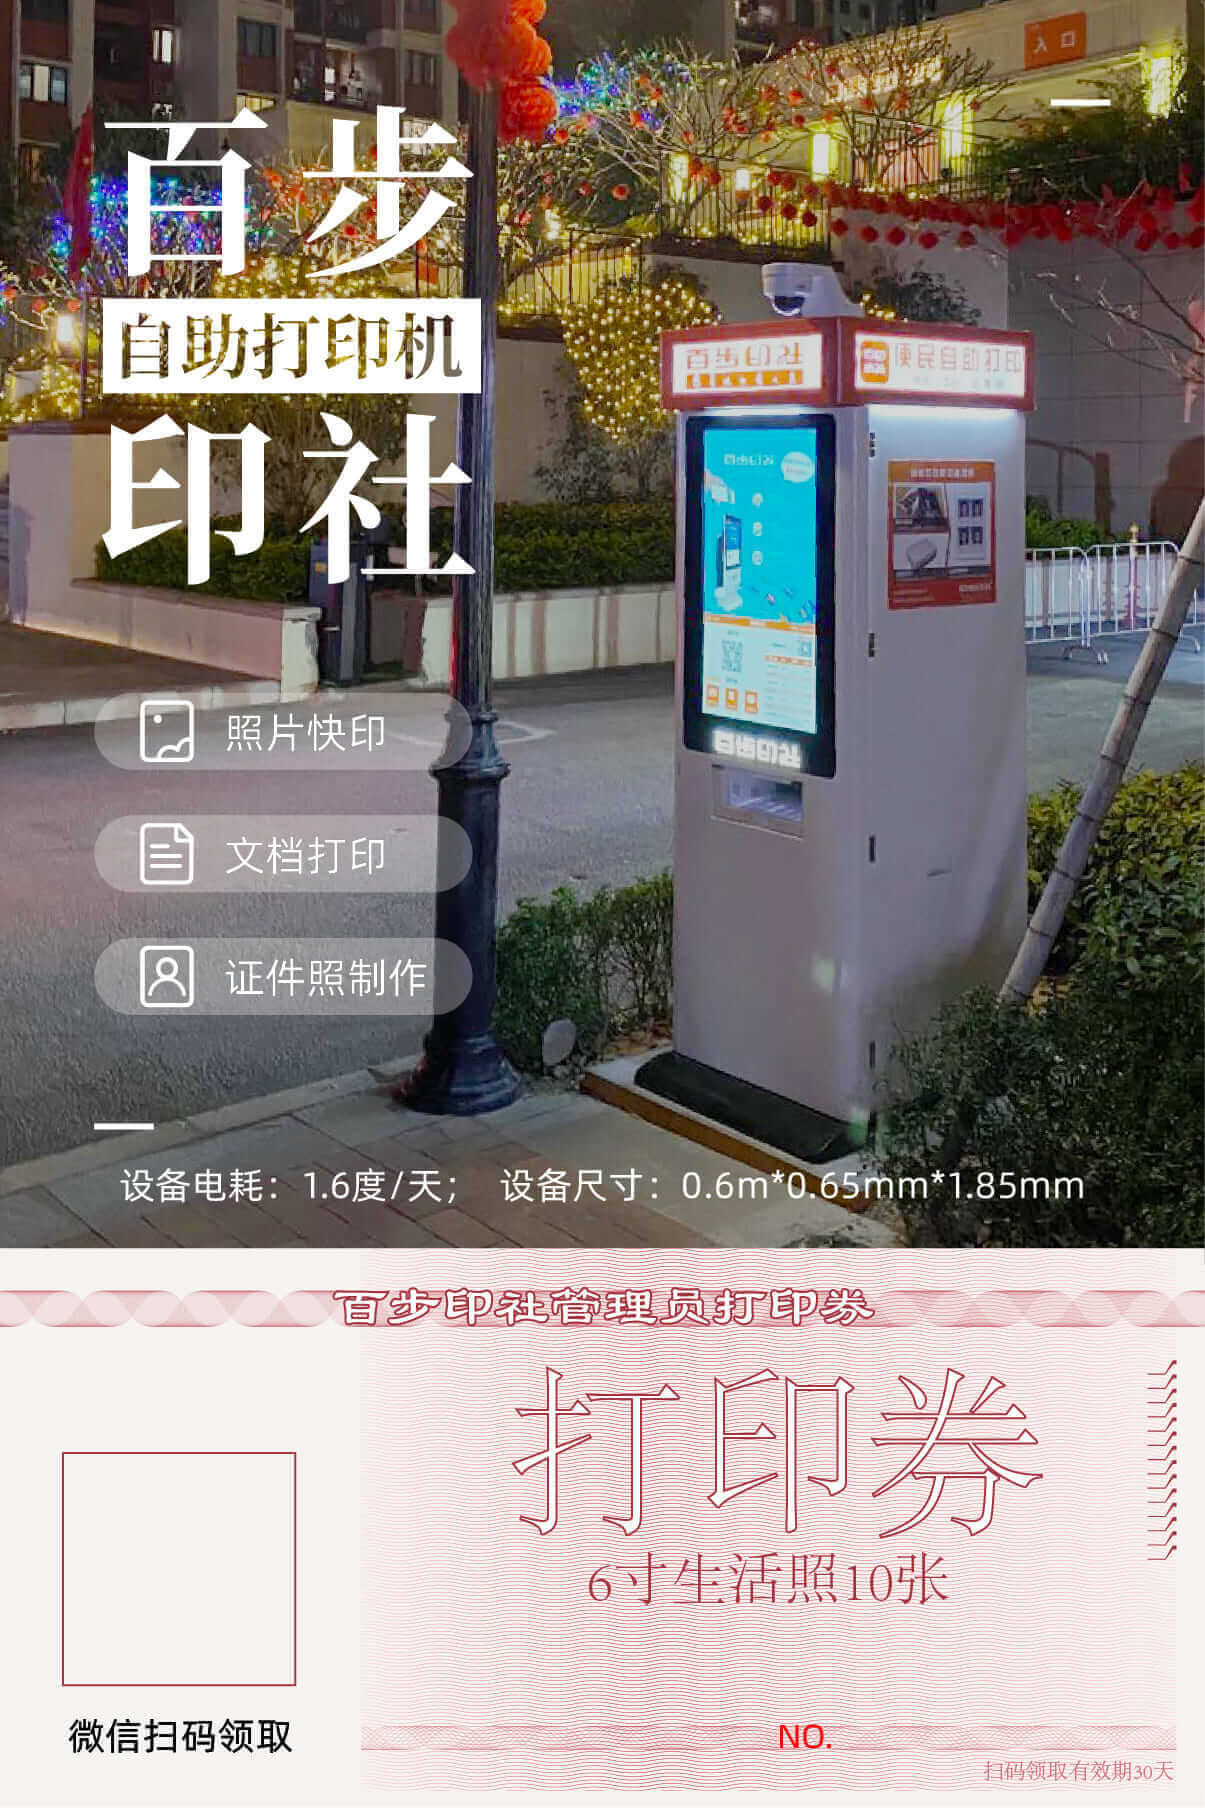 入口
百步
自助打印机
印社
百步印社
便民自助打印
百步印社
百步印社
照片快印
文档打印
证件照制作
设备电耗：1.6度/天； 设备尺寸：0.6m*0.65mm*1.85mm
百步印社管理员打印券
打印券
6寸生活照10张
微信扫码领取
NO.
扫码领取有效期30天